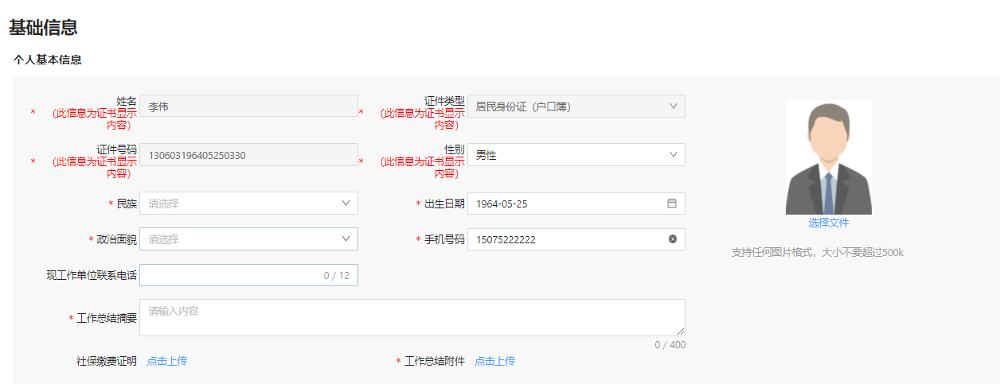 基础信息
个人基本信息
* 姓名
(此信息为证书显示
内容)
李伟
* 证件类型
(此信息为证书显示
内容)
居民身份证（户口簿）
* 证件号码
(此信息为证书显示
内容)
130603196405250330
* 性别
(此信息为证书显示
内容)
男性
* 民族 请选择
* 出生日期 1964-05-25
选择文件
* 政治面貌 请选择
* 手机号码 15075222222
支持任何图片格式，大小不要超过500k
现工作单位联系电话 0 / 12
* 工作总结摘要 请输入内容
0 / 400
社保缴费证明 点击上传
* 工作总结附件 点击上传